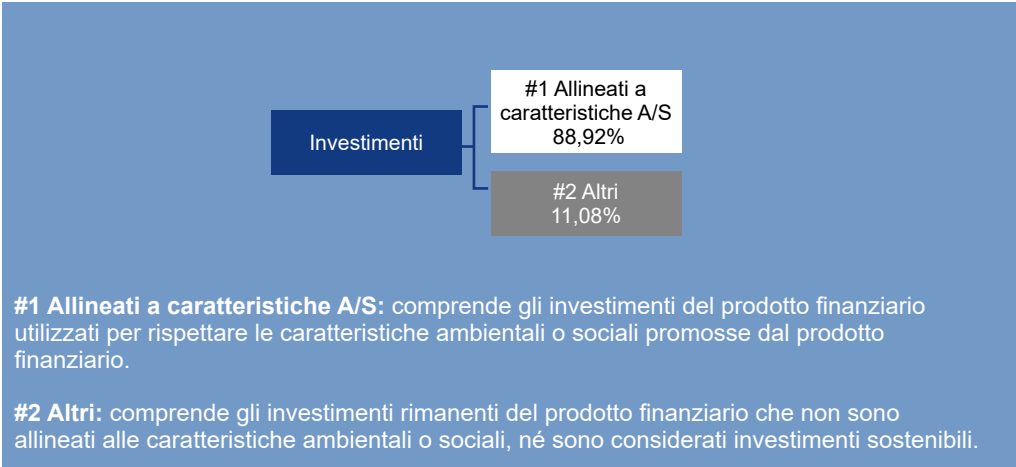 #1 Allineati a
caratteristiche A/S
88,92%
Investimenti
#2 Altri
11,08%
#1 Allineati a caratteristiche A/S: comprende gli investimenti del prodotto finanziario
utilizzati per rispettare le caratteristiche ambientali o sociali promosse dal prodotto
finanziario.
#2 Altri: comprende gli investimenti rimanenti del prodotto finanziario che non sono
allineati alle caratteristiche ambientali o sociali, né sono considerati investimenti sostenibili.